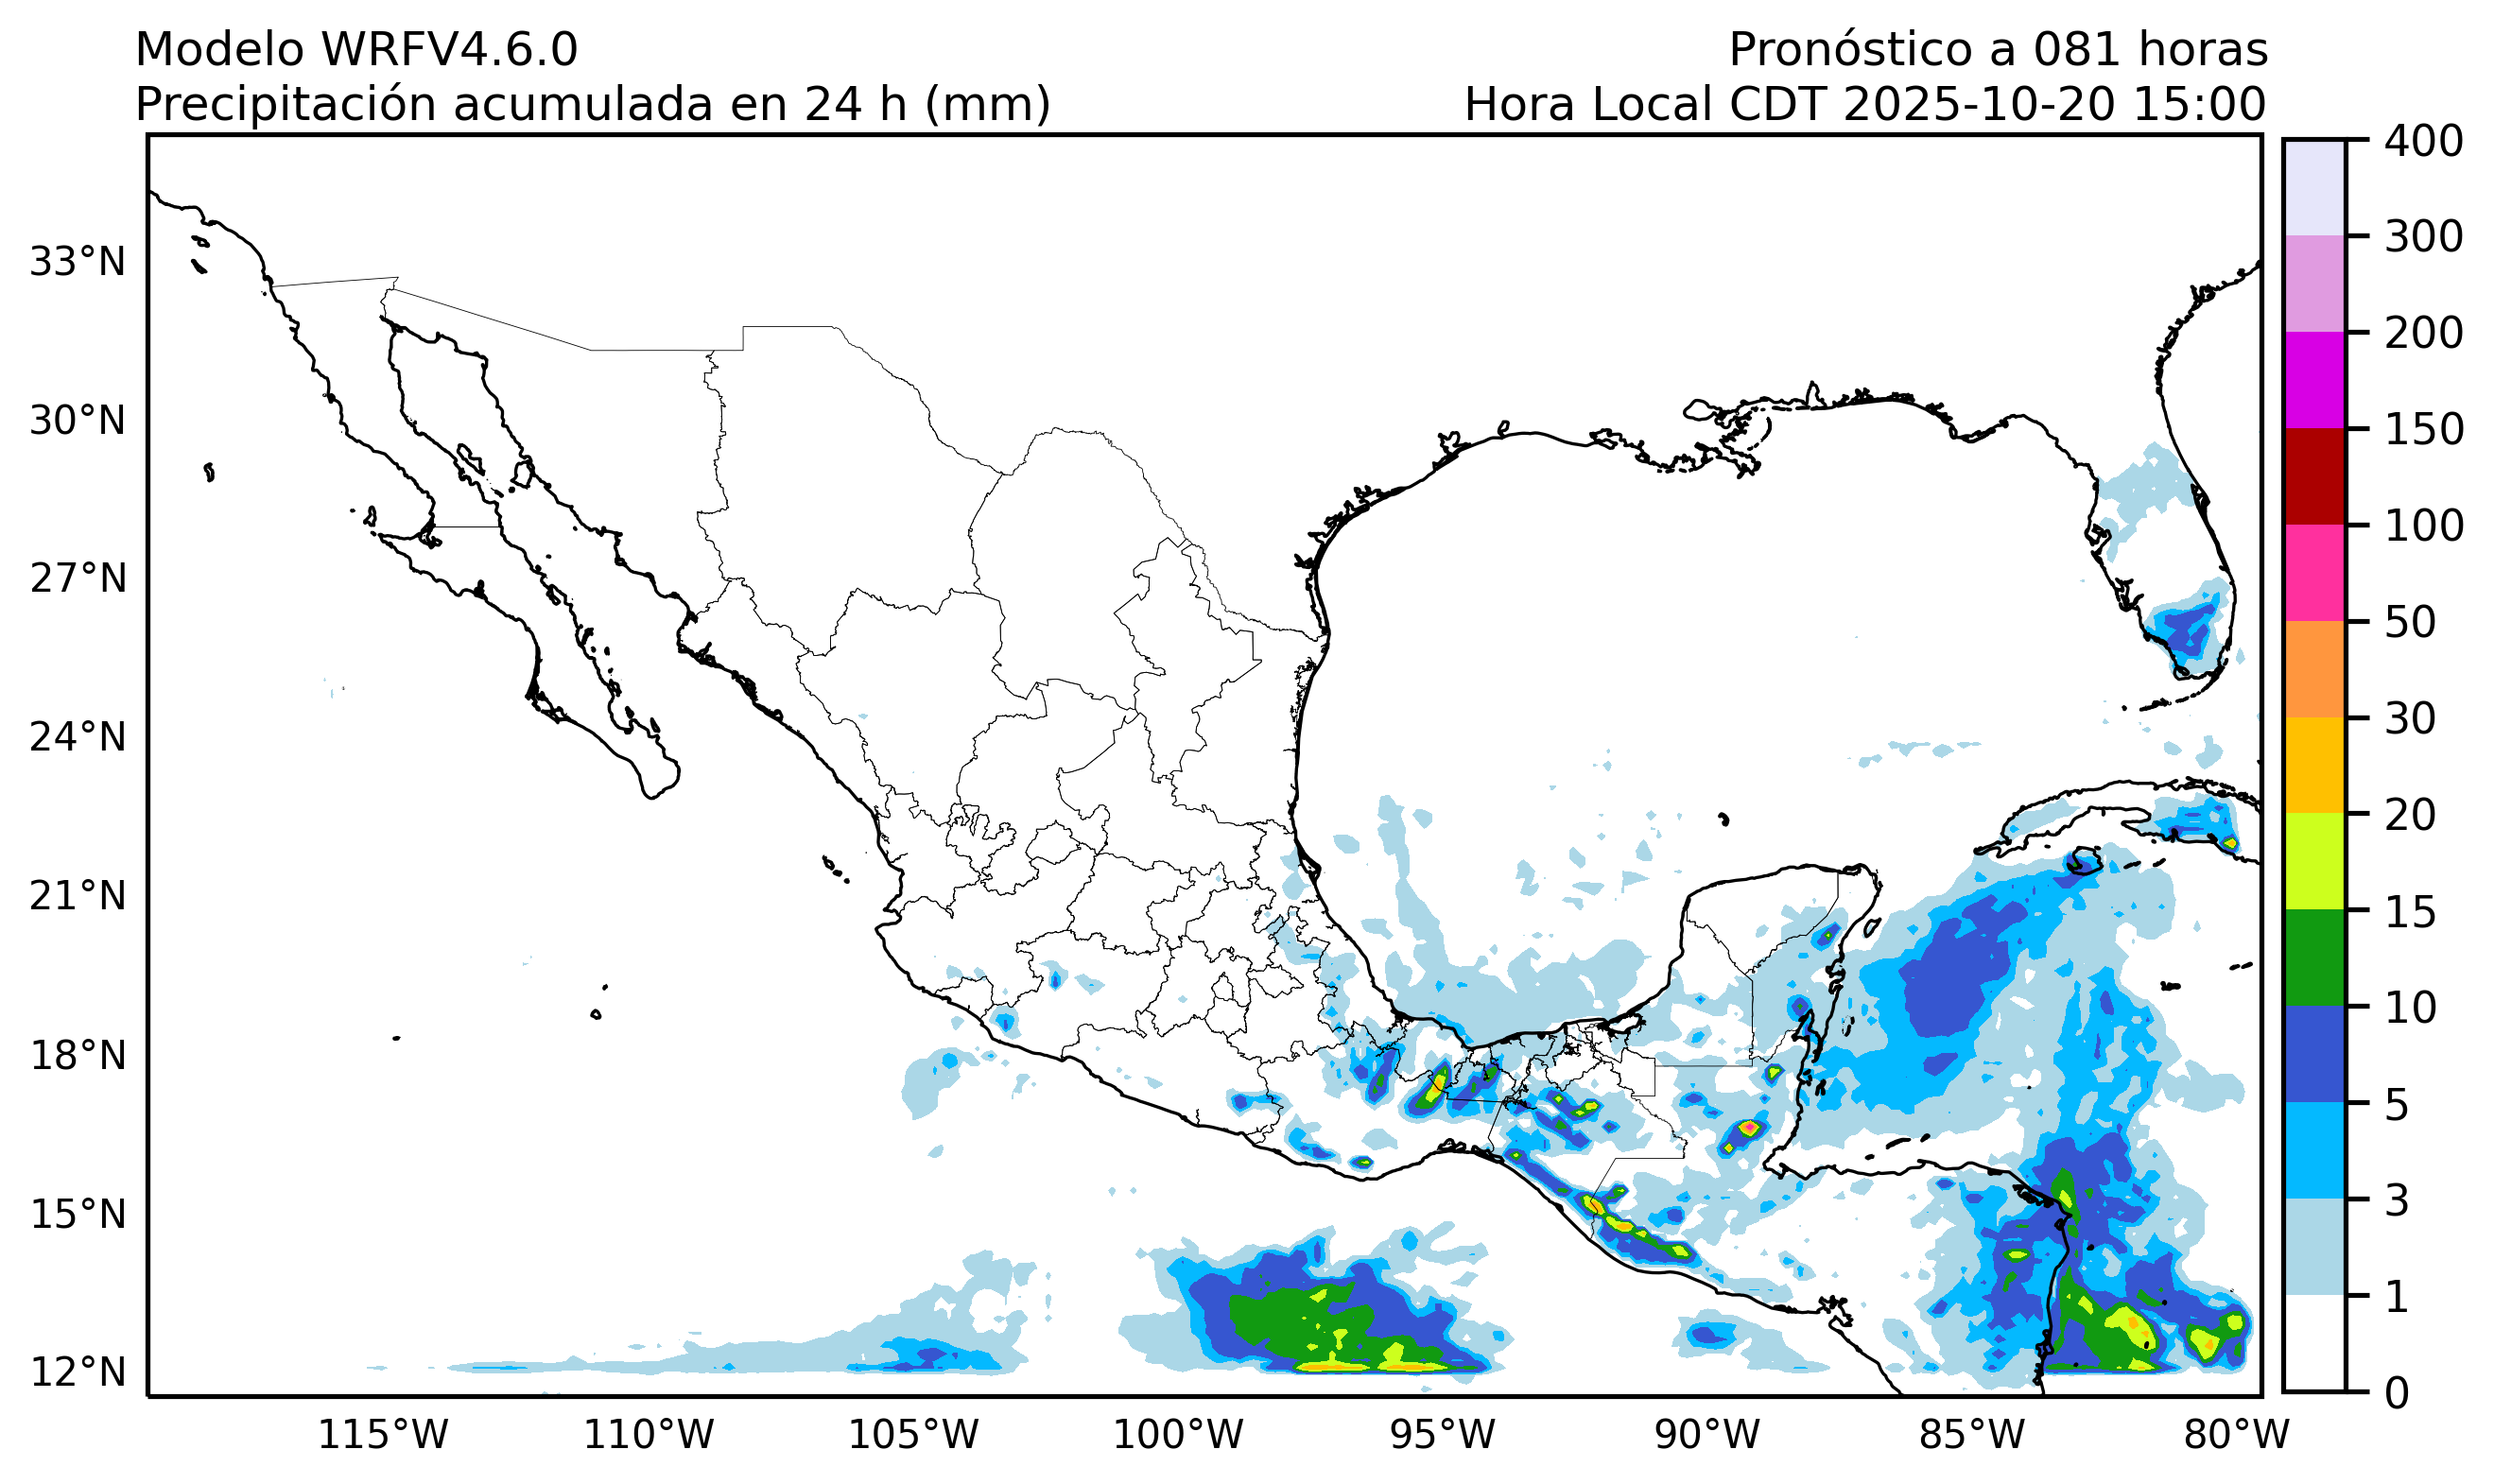 Modelo WRFV4.6.0
Pronóstico a 081 horas
Precipitación acumulada en 24 h (mm)
Hora Local CDT 2025-10-20 15:00
400
300
200
150
100
50
30
20
15
10
5
3
1
0
33°N
30°N
27°N
24°N
21°N
18°N
15°N
12°N
115°W 110°W 105°W 100°W 95°W 90°W 85°W 80°W